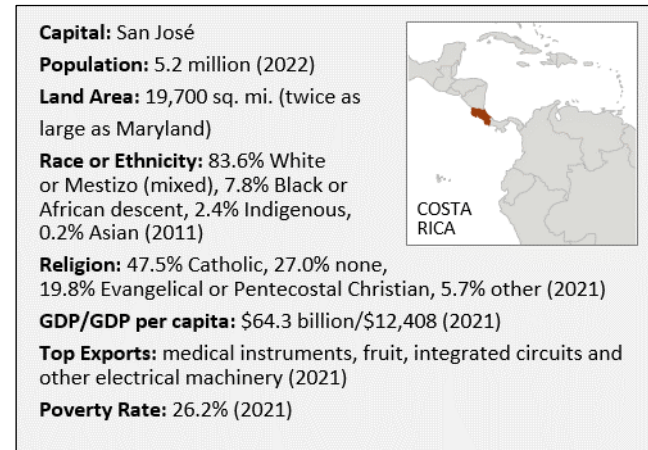 Capital: San José
Population: 5.2 million (2022)
Land Area: 19,700 sq. mi. (twice as
large as Maryland)
Race or Ethnicity: 83.6% White
or Mestizo (mixed), 7.8% Black or
African descent, 2.4% Indigenous,
0.2% Asian (2011)
COSTA
RICA
Religion: 47.5% Catholic, 27.0% none,
19.8% Evangelical or Pentecostal Christian, 5.7% other (2021)
GDP/GDP per capita: $64.3 billion/$12,408 (2021)
Top Exports: medical instruments, fruit, integrated circuits and
other electrical machinery (2021)
Poverty Rate: 26.2% (2021)